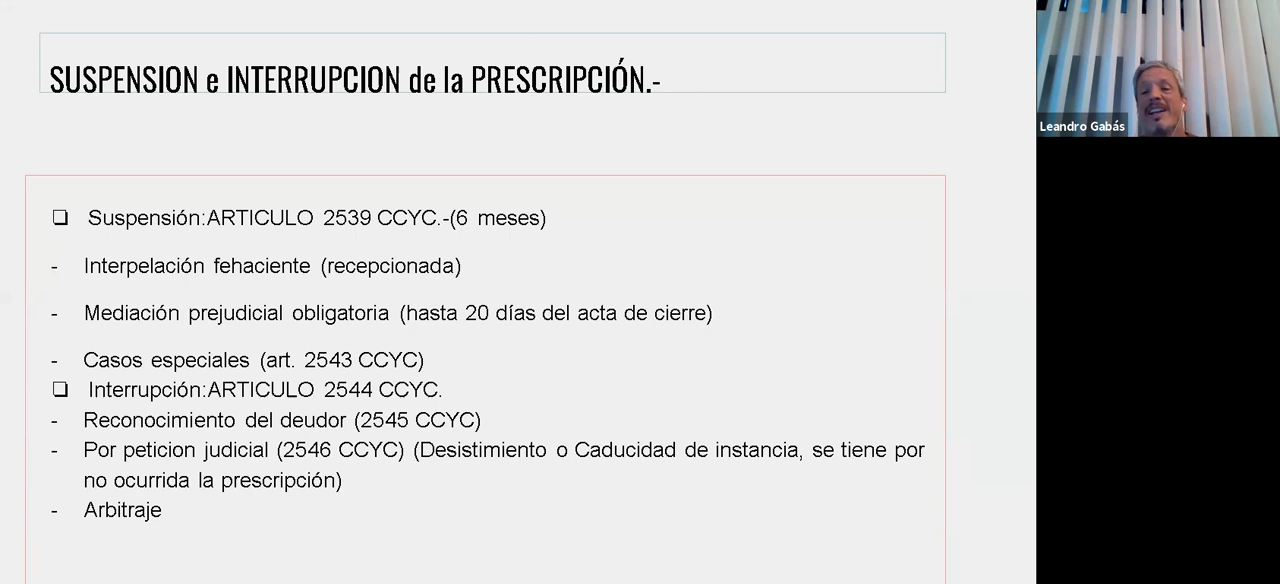 SUSPENSION e INTERRUPCION de la PRESCRIPCIÓN.-
Leandro Gabás
❏ Suspensión:ARTICULO 2539 CCYC.-(6 meses)
- Interpelación fehaciente (recepcionada)
- Mediación prejudicial obligatoria (hasta 20 días del acta de cierre)
- Casos especiales (art. 2543 CCYC)
❏ Interrupción:ARTICULO 2544 CCYC.
- Reconocimiento del deudor (2545 CCYC)
- Por peticion judicial (2546 CCYC) (Desistimiento o Caducidad de instancia, se tiene por
no ocurrida la prescripción)
- Arbitraje